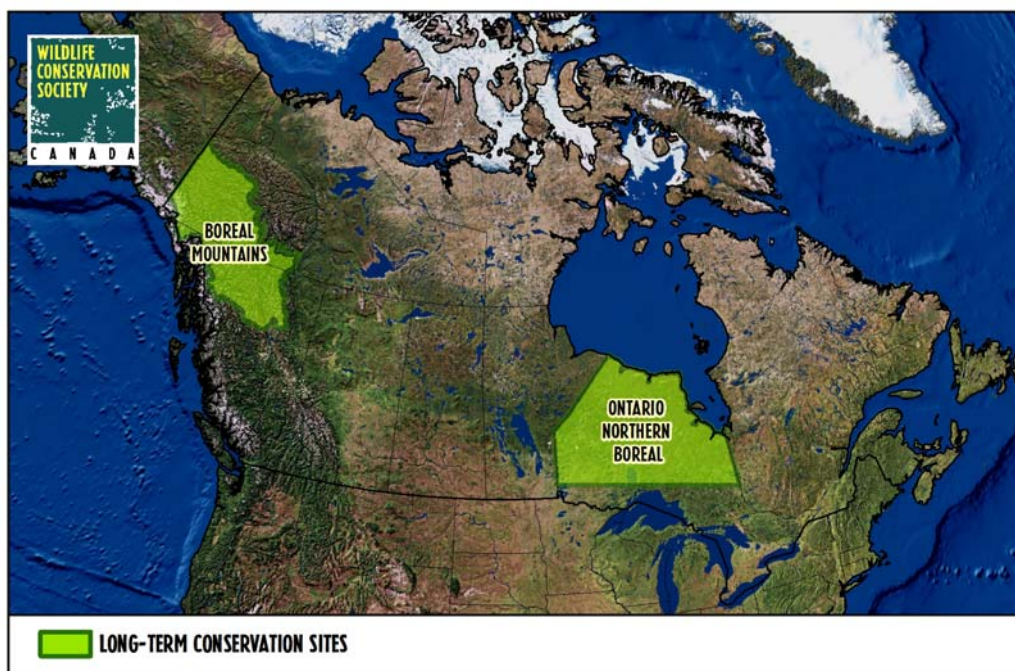 WILDLIFE
CONSERVATION
SOCIETY
CANADA
BOREAL
MOUNTAINS
ONTARIO
NORTHERN
BOREAL
LONG-TERM CONSERVATION SITES